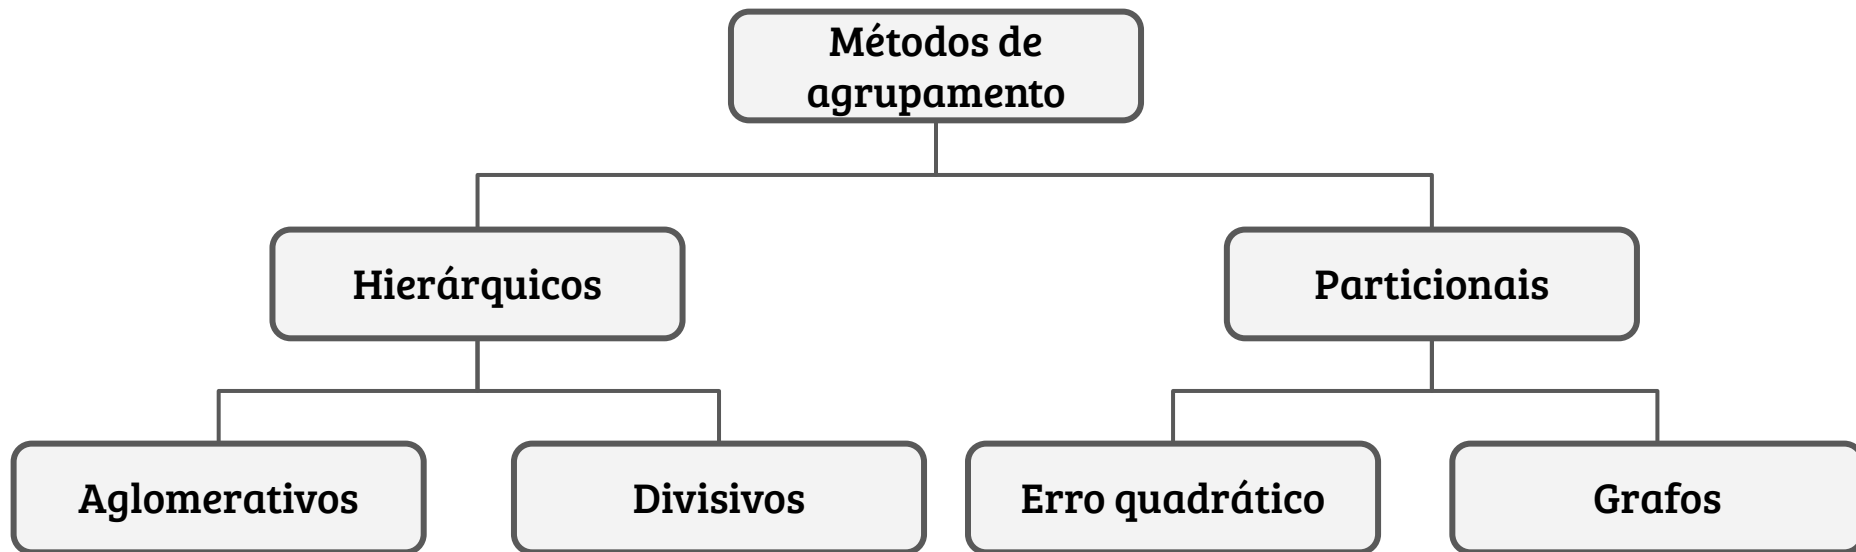 Métodos de
agrupamento
Hierárquicos
Particionais
Aglomerativos
Divisivos
Erro quadrático
Grafos